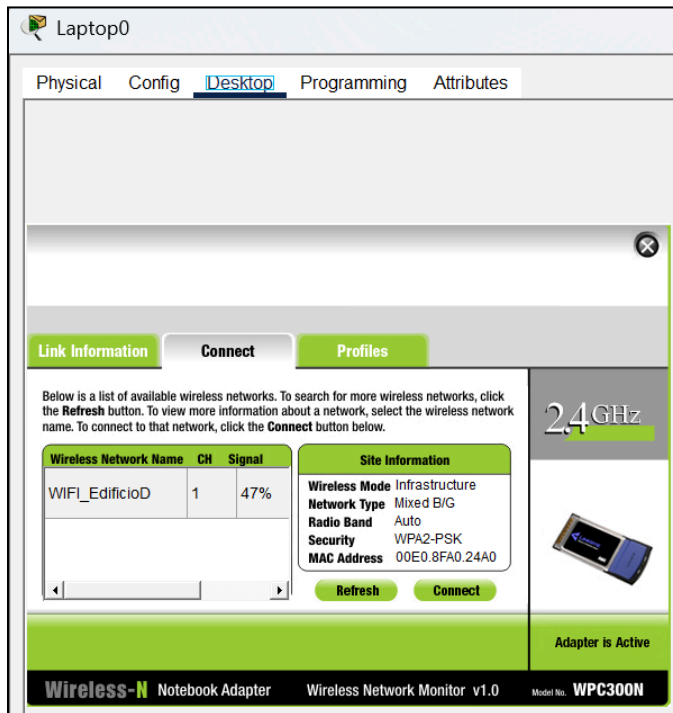 Laptop0
Physical Config Desktop Programming Attributes
Link Information Connect Profiles
Below is a list of available wireless networks. To search for more wireless networks, click
the Refresh button. To view more information about a network, select the wireless network
name. To connect to that network, click the Connect button below.
2.4GHz
Wireless Network Name CH Signal
WIFI_EdificioD 1 47%
Site Information
Wireless Mode Infrastructure
Network Type Mixed B/G
Radio Band Auto
Security WPA2-PSK
MAC Address 00E0.8FA0.24A0
Refresh Connect
Adapter is Active
Wireless-N Notebook Adapter Wireless Network Monitor v1.0 Model No. WPC300N